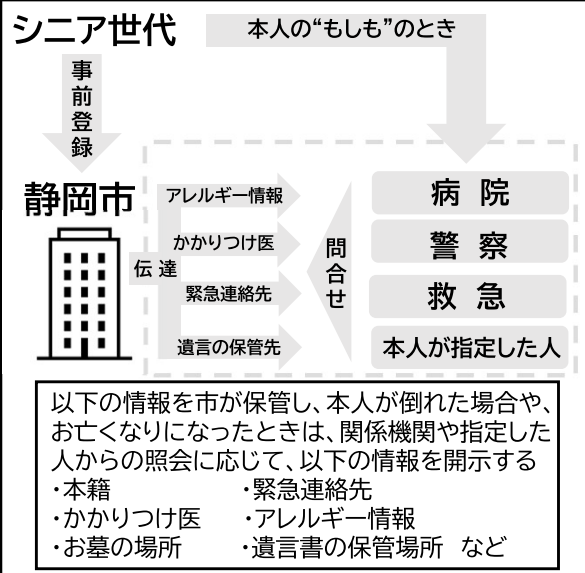 シニア世代
本人の“もしも”のとき
事前登録
静岡市
伝達
アレルギー情報
かかりつけ医
緊急連絡先
遺言の保管先
問合せ
病院
警察
救急
本人が指定した人
以下の情報を市が保管し、本人が倒れた場合や、
お亡くなりになったときは、関係機関や指定した
人からの照会に応じて、以下の情報を開示する
・本籍 ・緊急連絡先
・かかりつけ医 ・アレルギー情報
・お墓の場所 ・遺言書の保管場所 など